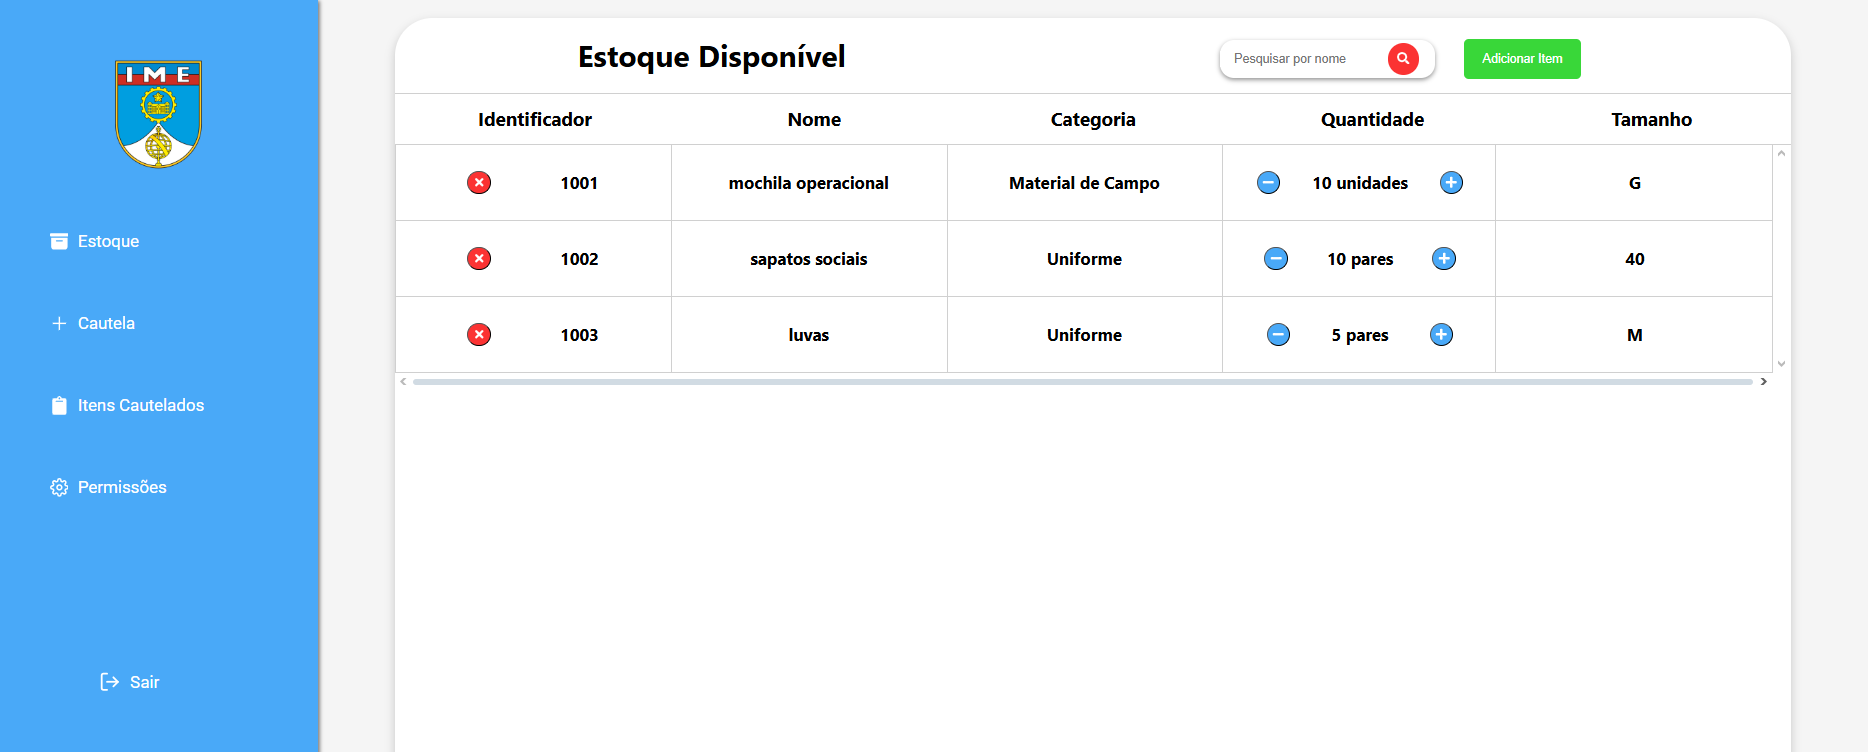 IME
Estoque
Cautela
Itens Cautelados
Permissões
Sair
Estoque Disponível
Pesquisar por nome
Adicionar Item
Identificador Nome Categoria Quantidade Tamanho
1001 mochila operacional Material de Campo 10 unidades G
1002 sapatos sociais Uniforme 10 pares 40
1003 luvas Uniforme 5 pares M